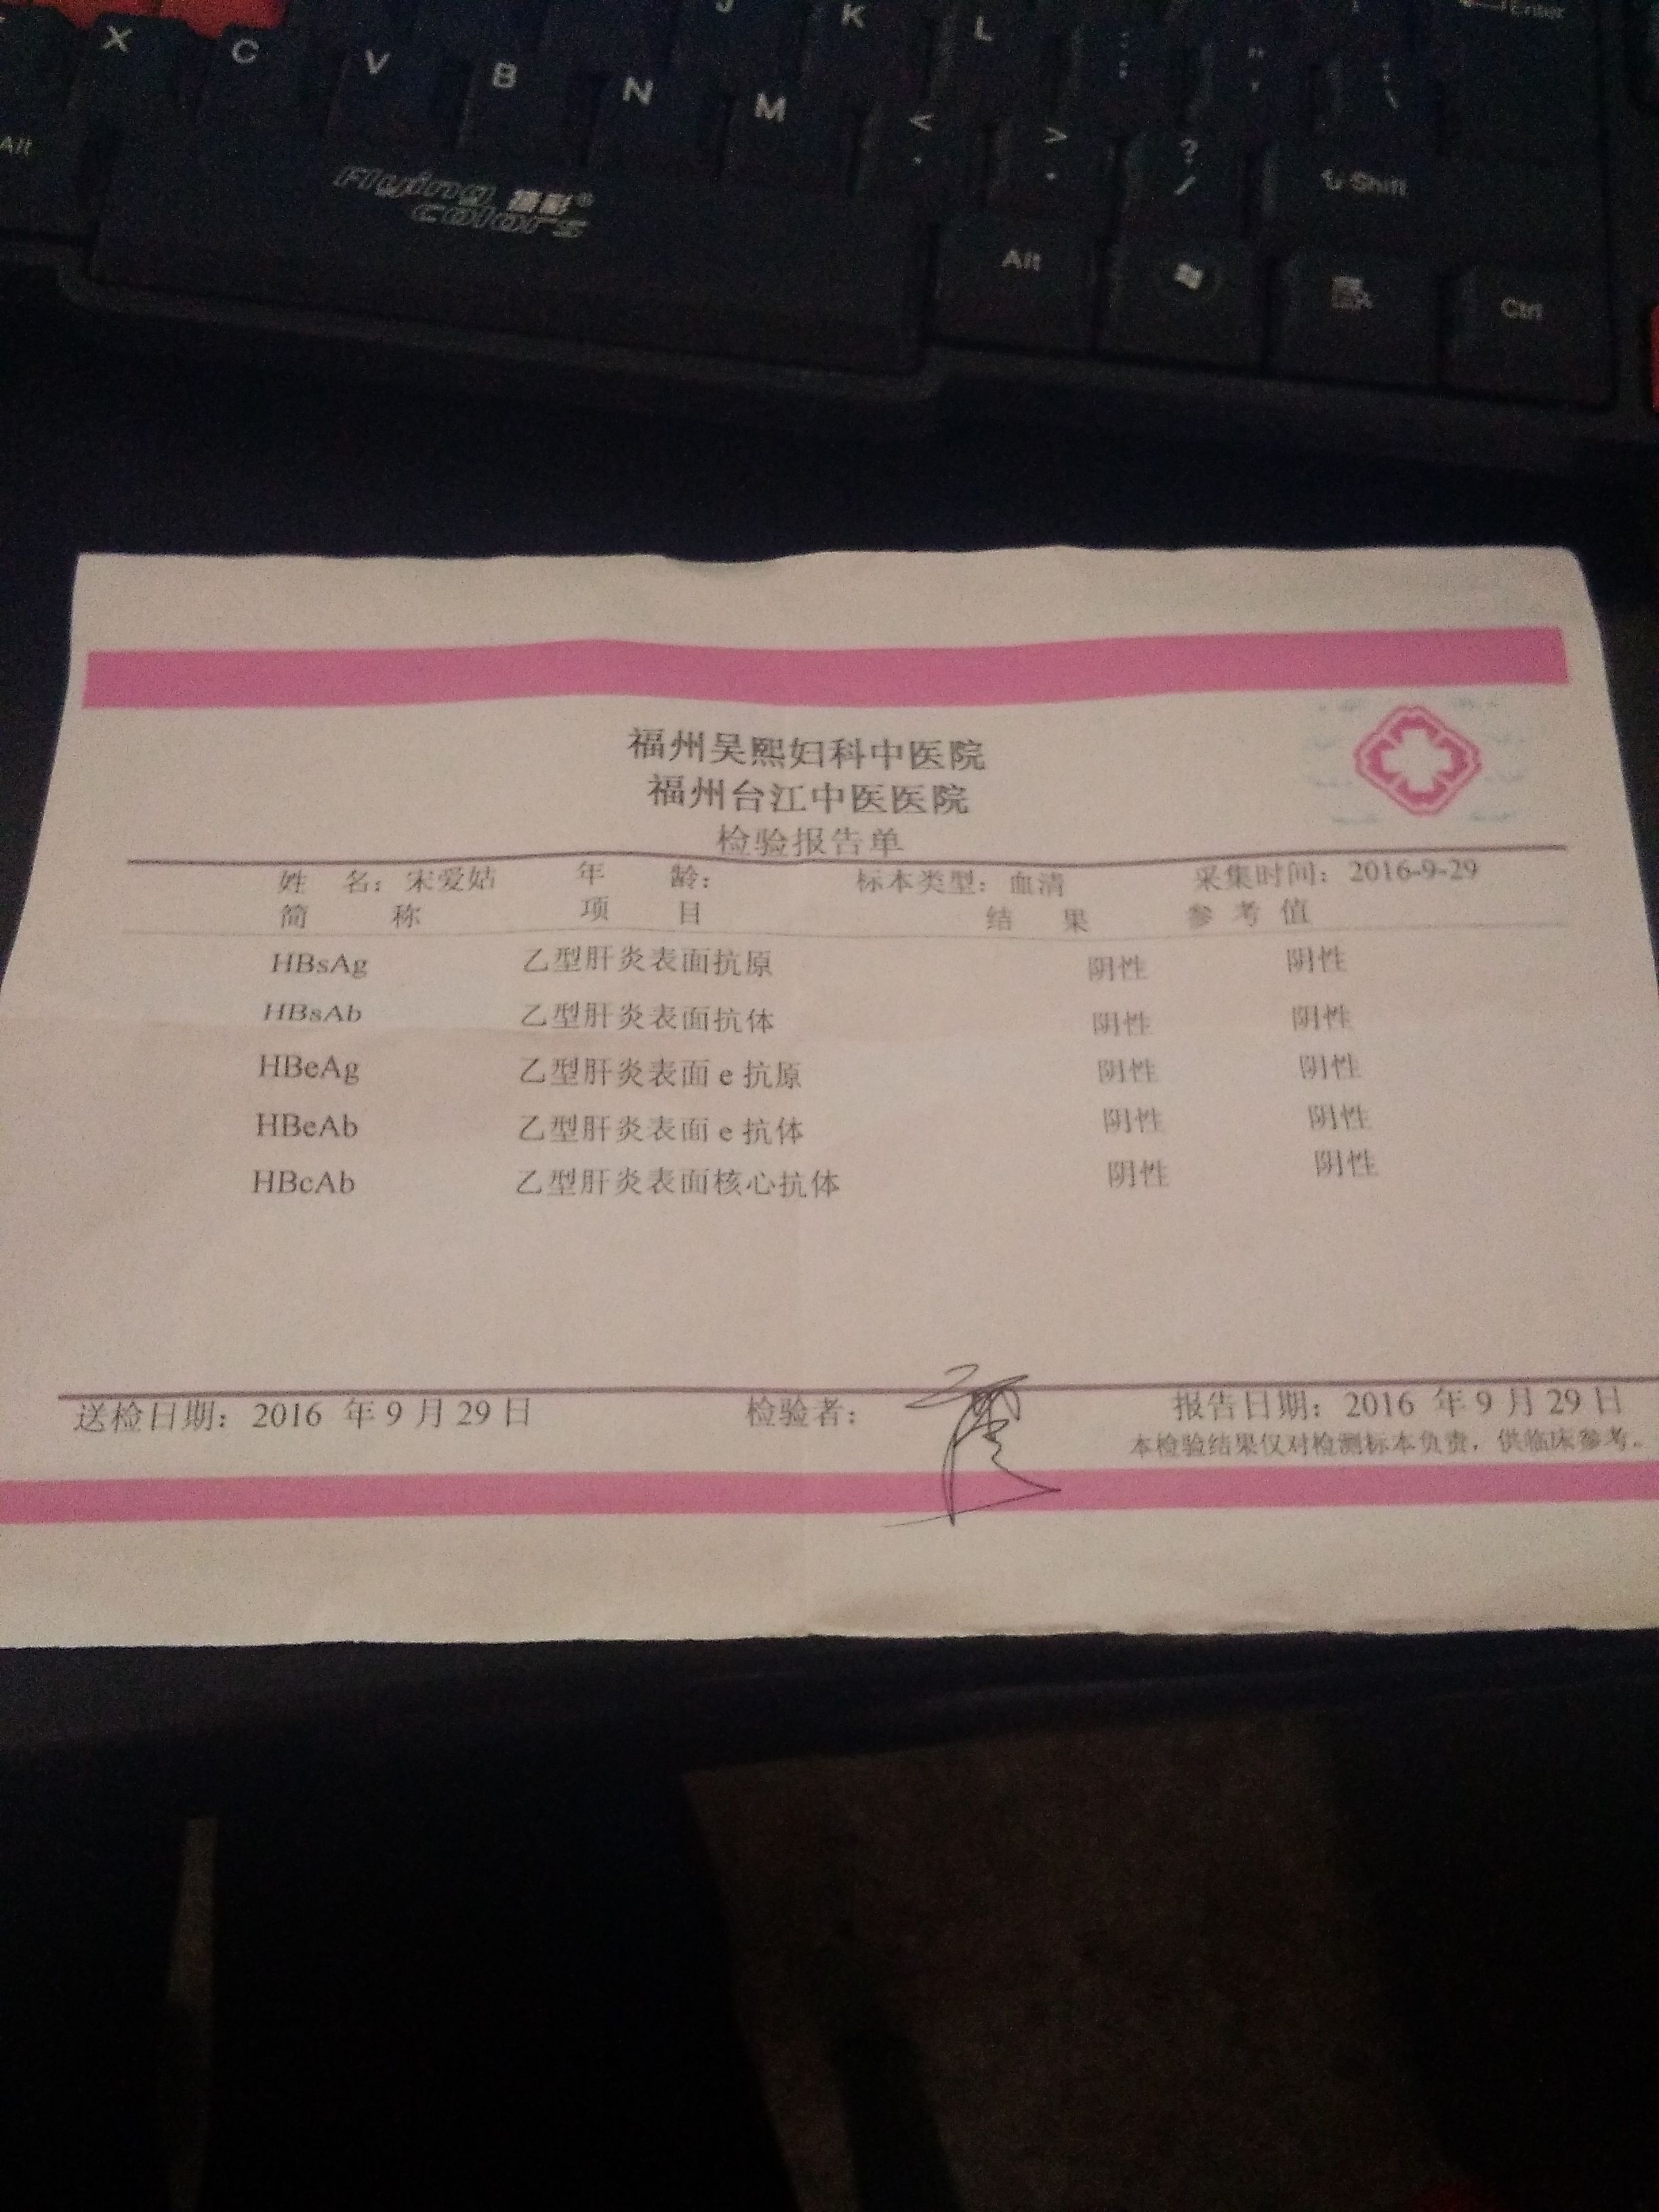 J K L Enter
X C V B N M < , > . ? / Shift
Alt
Flying Colors ®
Alt Ctrl
福州吴熙妇科中医院
福州台江中医医院
检验报告单
姓 名：宋爱姑 年 龄： 标本类型：血清 采集时间：2016-9-29
简 称 项 目 结 果 参 考 值
HBsAg 乙型肝炎表面抗原 阴性 阴性
HBsAb 乙型肝炎表面抗体 阴性 阴性
HBeAg 乙型肝炎表面 e 抗原 阴性 阴性
HBeAb 乙型肝炎表面 e 抗体 阴性 阴性
HBcAb 乙型肝炎表面核心抗体 阴性 阴性
送检日期：2016 年 9 月 29 日 检验者： 报告日期：2016 年 9 月 29 日
本检验结果仅对检测标本负责，供临床参考。